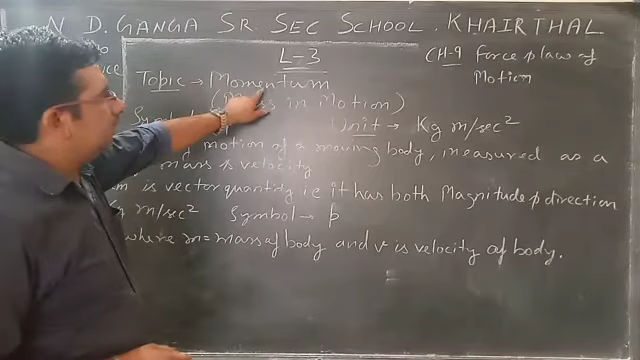 N D. GANGA SR. SEC SCHOOL. KHAIRTHAL
L-3
CH-9 Force & law of
Motion
Topic → Momentum
in Motion)
Unit → Kg m/sec²
motion of a moving body, measured as a
mass & velocity
is vector quantity i.e it has both Magnitude & direction
m/sec² Symbol → p
where m = mass of body and v is velocity of body.